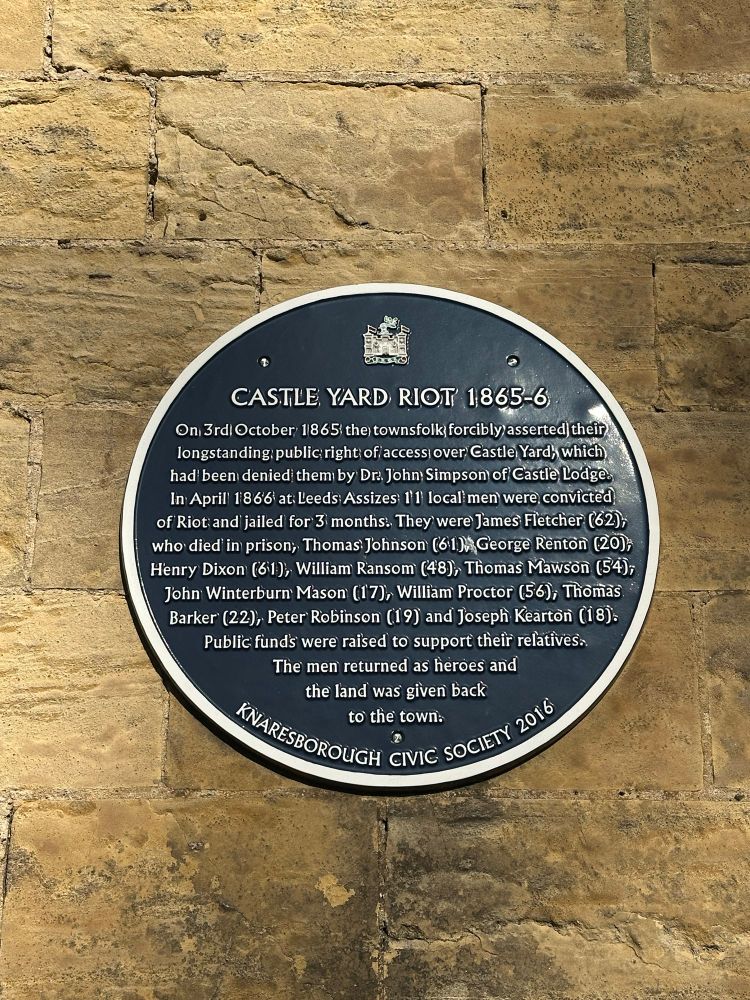 CASTLE YARD RIOT 1865-6
On 3rd October 1865 the townsfolk forcibly asserted their
longstanding public right of access over Castle Yard, which
had been denied them by Dr. John Simpson of Castle Lodge.
In April 1866 at Leeds Assizes 11 local men were convicted
of Riot and jailed for 3 months. They were James Fletcher (62),
who died in prison, Thomas Johnson (61), George Renton (20),
Henry Dixon (61), William Ransom (48), Thomas Mawson (54),
John Winterburn Mason (17), William Proctor (56), Thomas
Barker (22), Peter Robinson (19) and Joseph Kearton (18).
Public funds were raised to support their relatives.
The men returned as heroes and
the land was given back
to the town.
KNARESBOROUGH CIVIC SOCIETY 2016